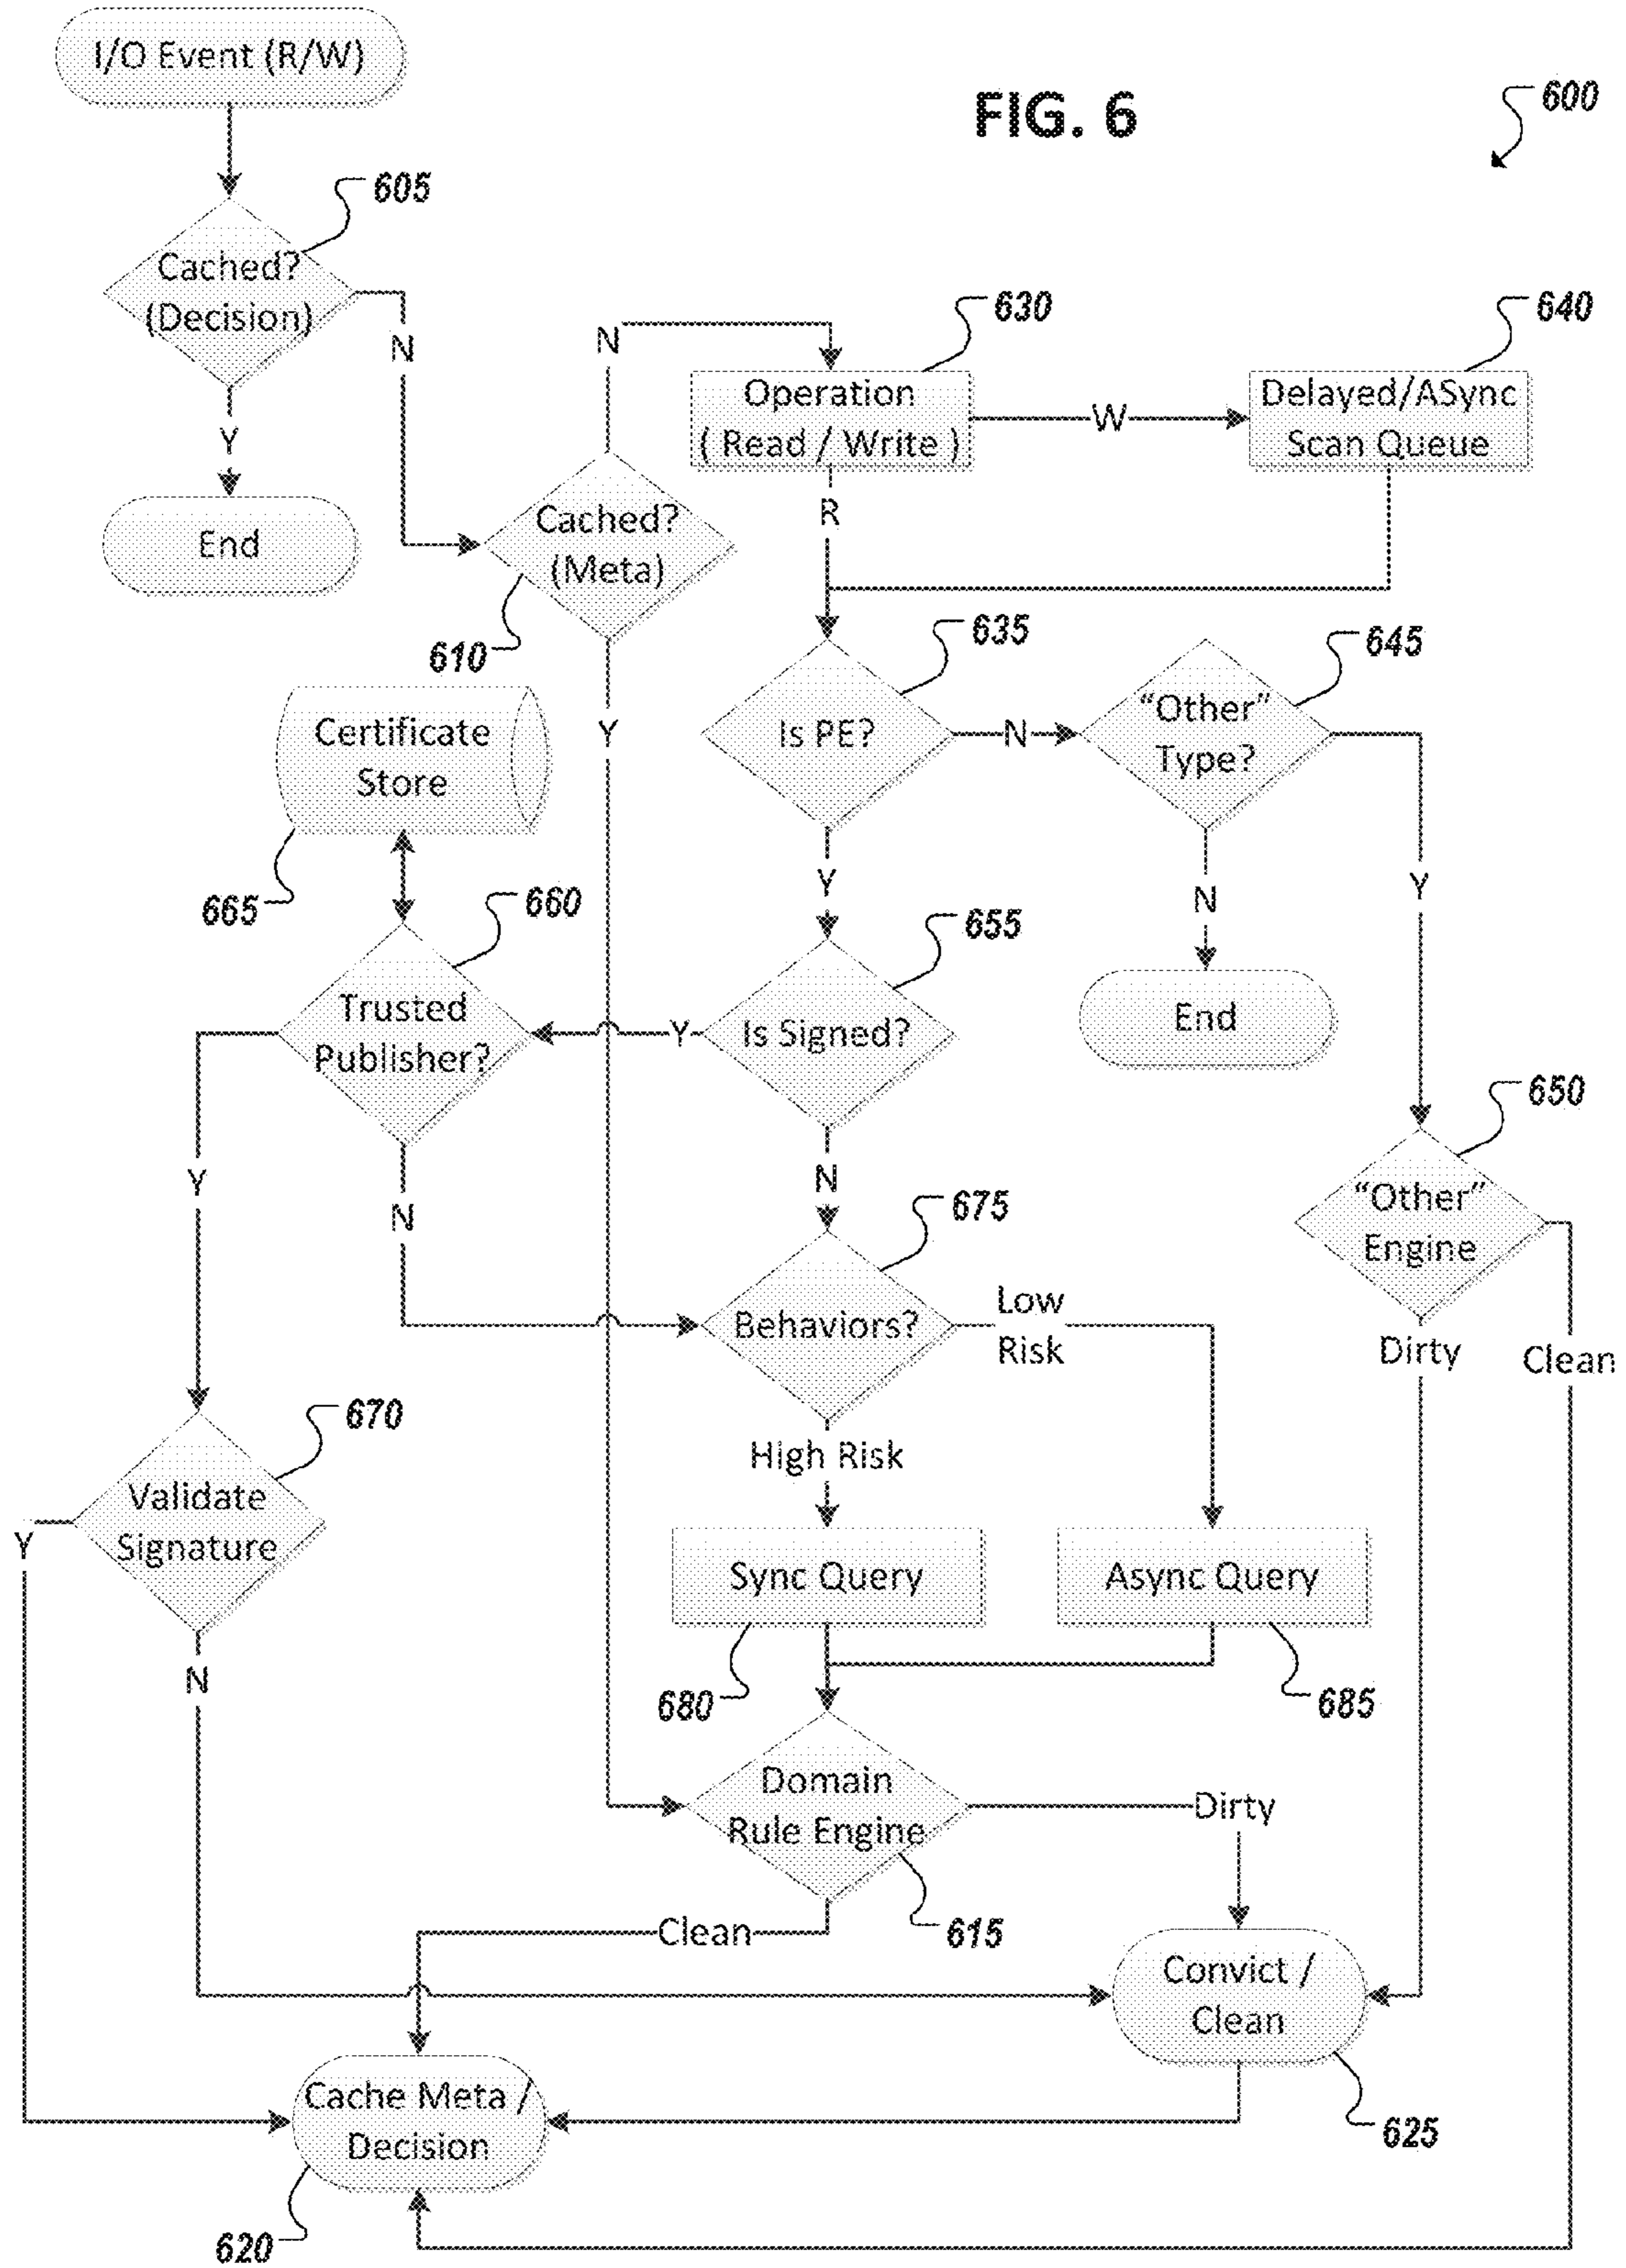 I/O Event (R/W)
FIG. 6
600
605
Cached?
(Decision)
N
Y
End
N
630
Operation
( Read / Write )
W
640
Delayed/ASync
Scan Queue
R
Cached?
(Meta)
610
Y
635
Is PE?
N
645
“Other”
Type?
Y
N
End
Y
Certificate
Store
665
660
Trusted
Publisher?
655
Is Signed?
Y
N
Y
N
650
“Other”
Engine
Dirty
Clean
675
Behaviors?
Low
Risk
High Risk
670
Validate
Signature
Y
N
Sync Query
680
Async Query
685
Domain
Rule Engine
615
Dirty
Clean
Convict /
Clean
625
Cache Meta /
Decision
620